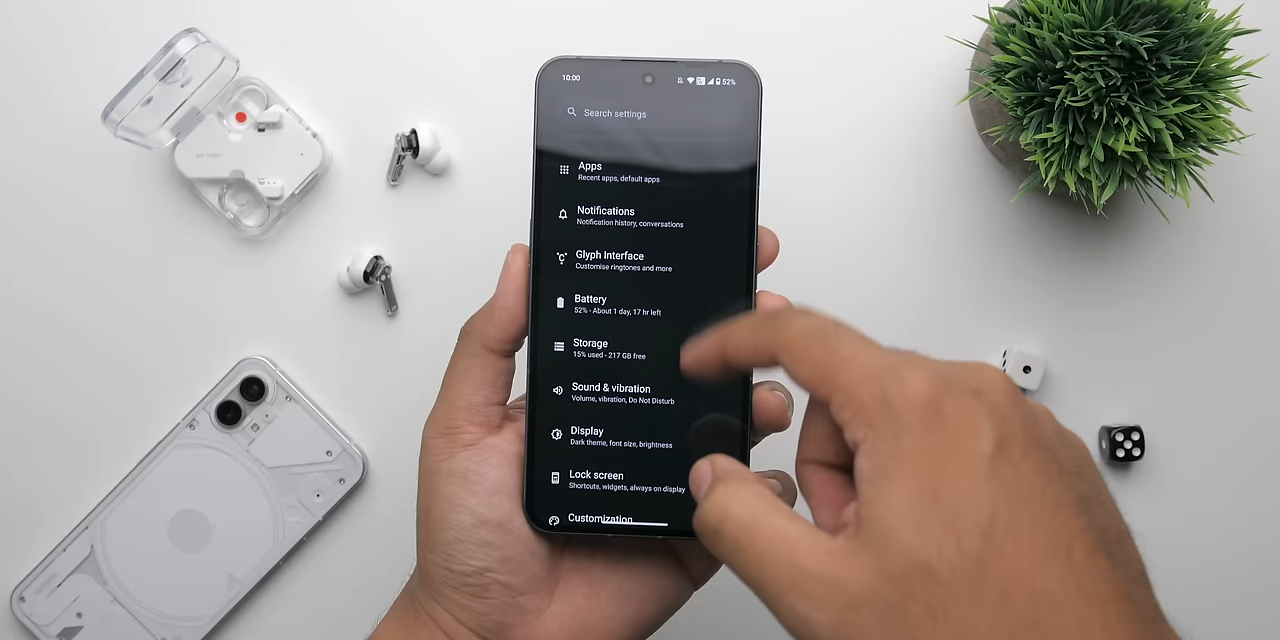 10:00
52%
Search settings
Apps
Recent apps, default apps
Notifications
Notification history, conversations
Glyph Interface
Customise ringtones and more
Battery
52% - About 1 day, 17 hr left
Storage
15% used - 217 GB free
Sound & vibration
Volume, vibration, Do Not Disturb
Display
Dark theme, font size, brightness
Lock screen
Shortcuts, widgets, always on display
Customization